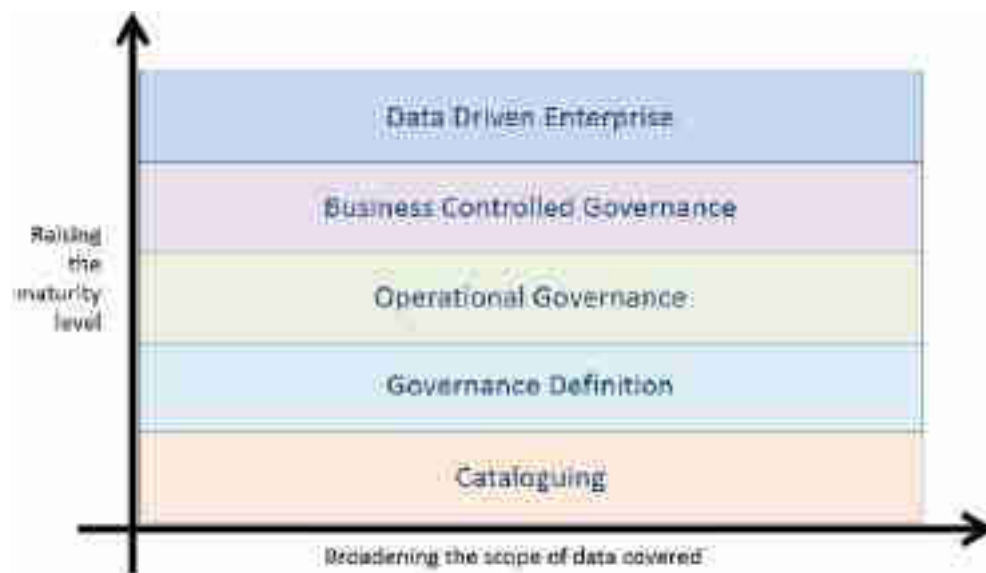 Data Driven Enterprise
Business Controlled Governance
Raising
the
maturity
level
Operational Governance
Governance Definition
Cataloguing
Broadening the scope of data covered